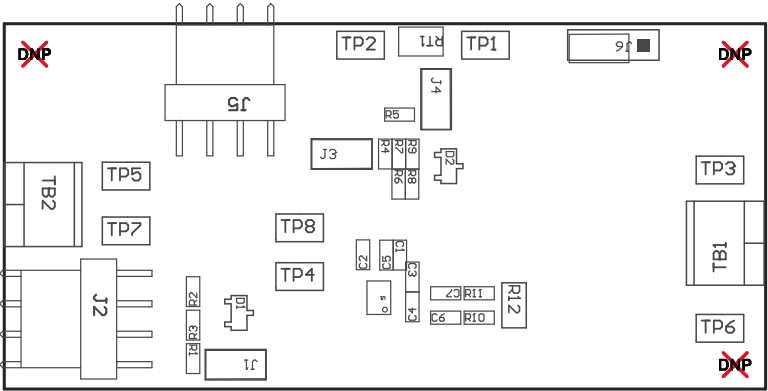 TP2
RT1
TP1
J6
DNP
DNP
J4
J5
R5
J3
R4
R7
R9
D2
R6
R8
TP5
TP3
TB2
TP7
TP8
TB1
C2
C5
C1
C3
TP4
J2
R2
D1
C7
R11
R12
C4
C6
R10
TP6
R3
R1
J1
DNP